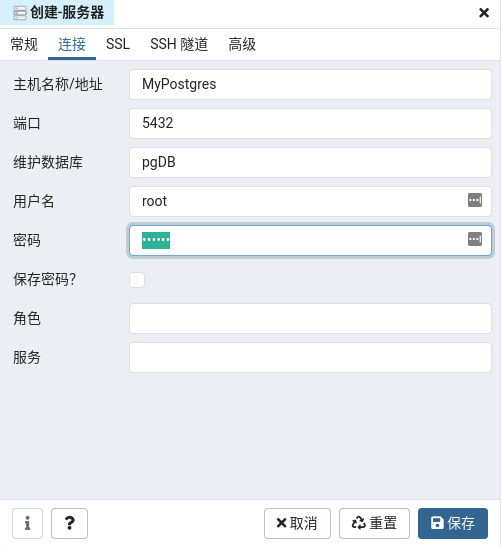 创建-服务器
常规 连接 SSL SSH 隧道 高级
主机名称/地址 MyPostgres
端口 5432
维护数据库 pgDB
用户名 root
密码 ••••••
保存密码?
角色
服务
取消 重置 保存